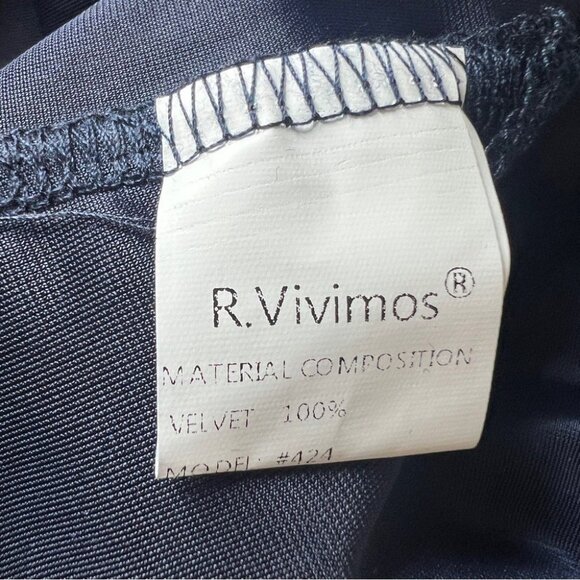 R.Vivimos®
MATERIAL COMPOSITION
VELVET 100%
MODEL: #424